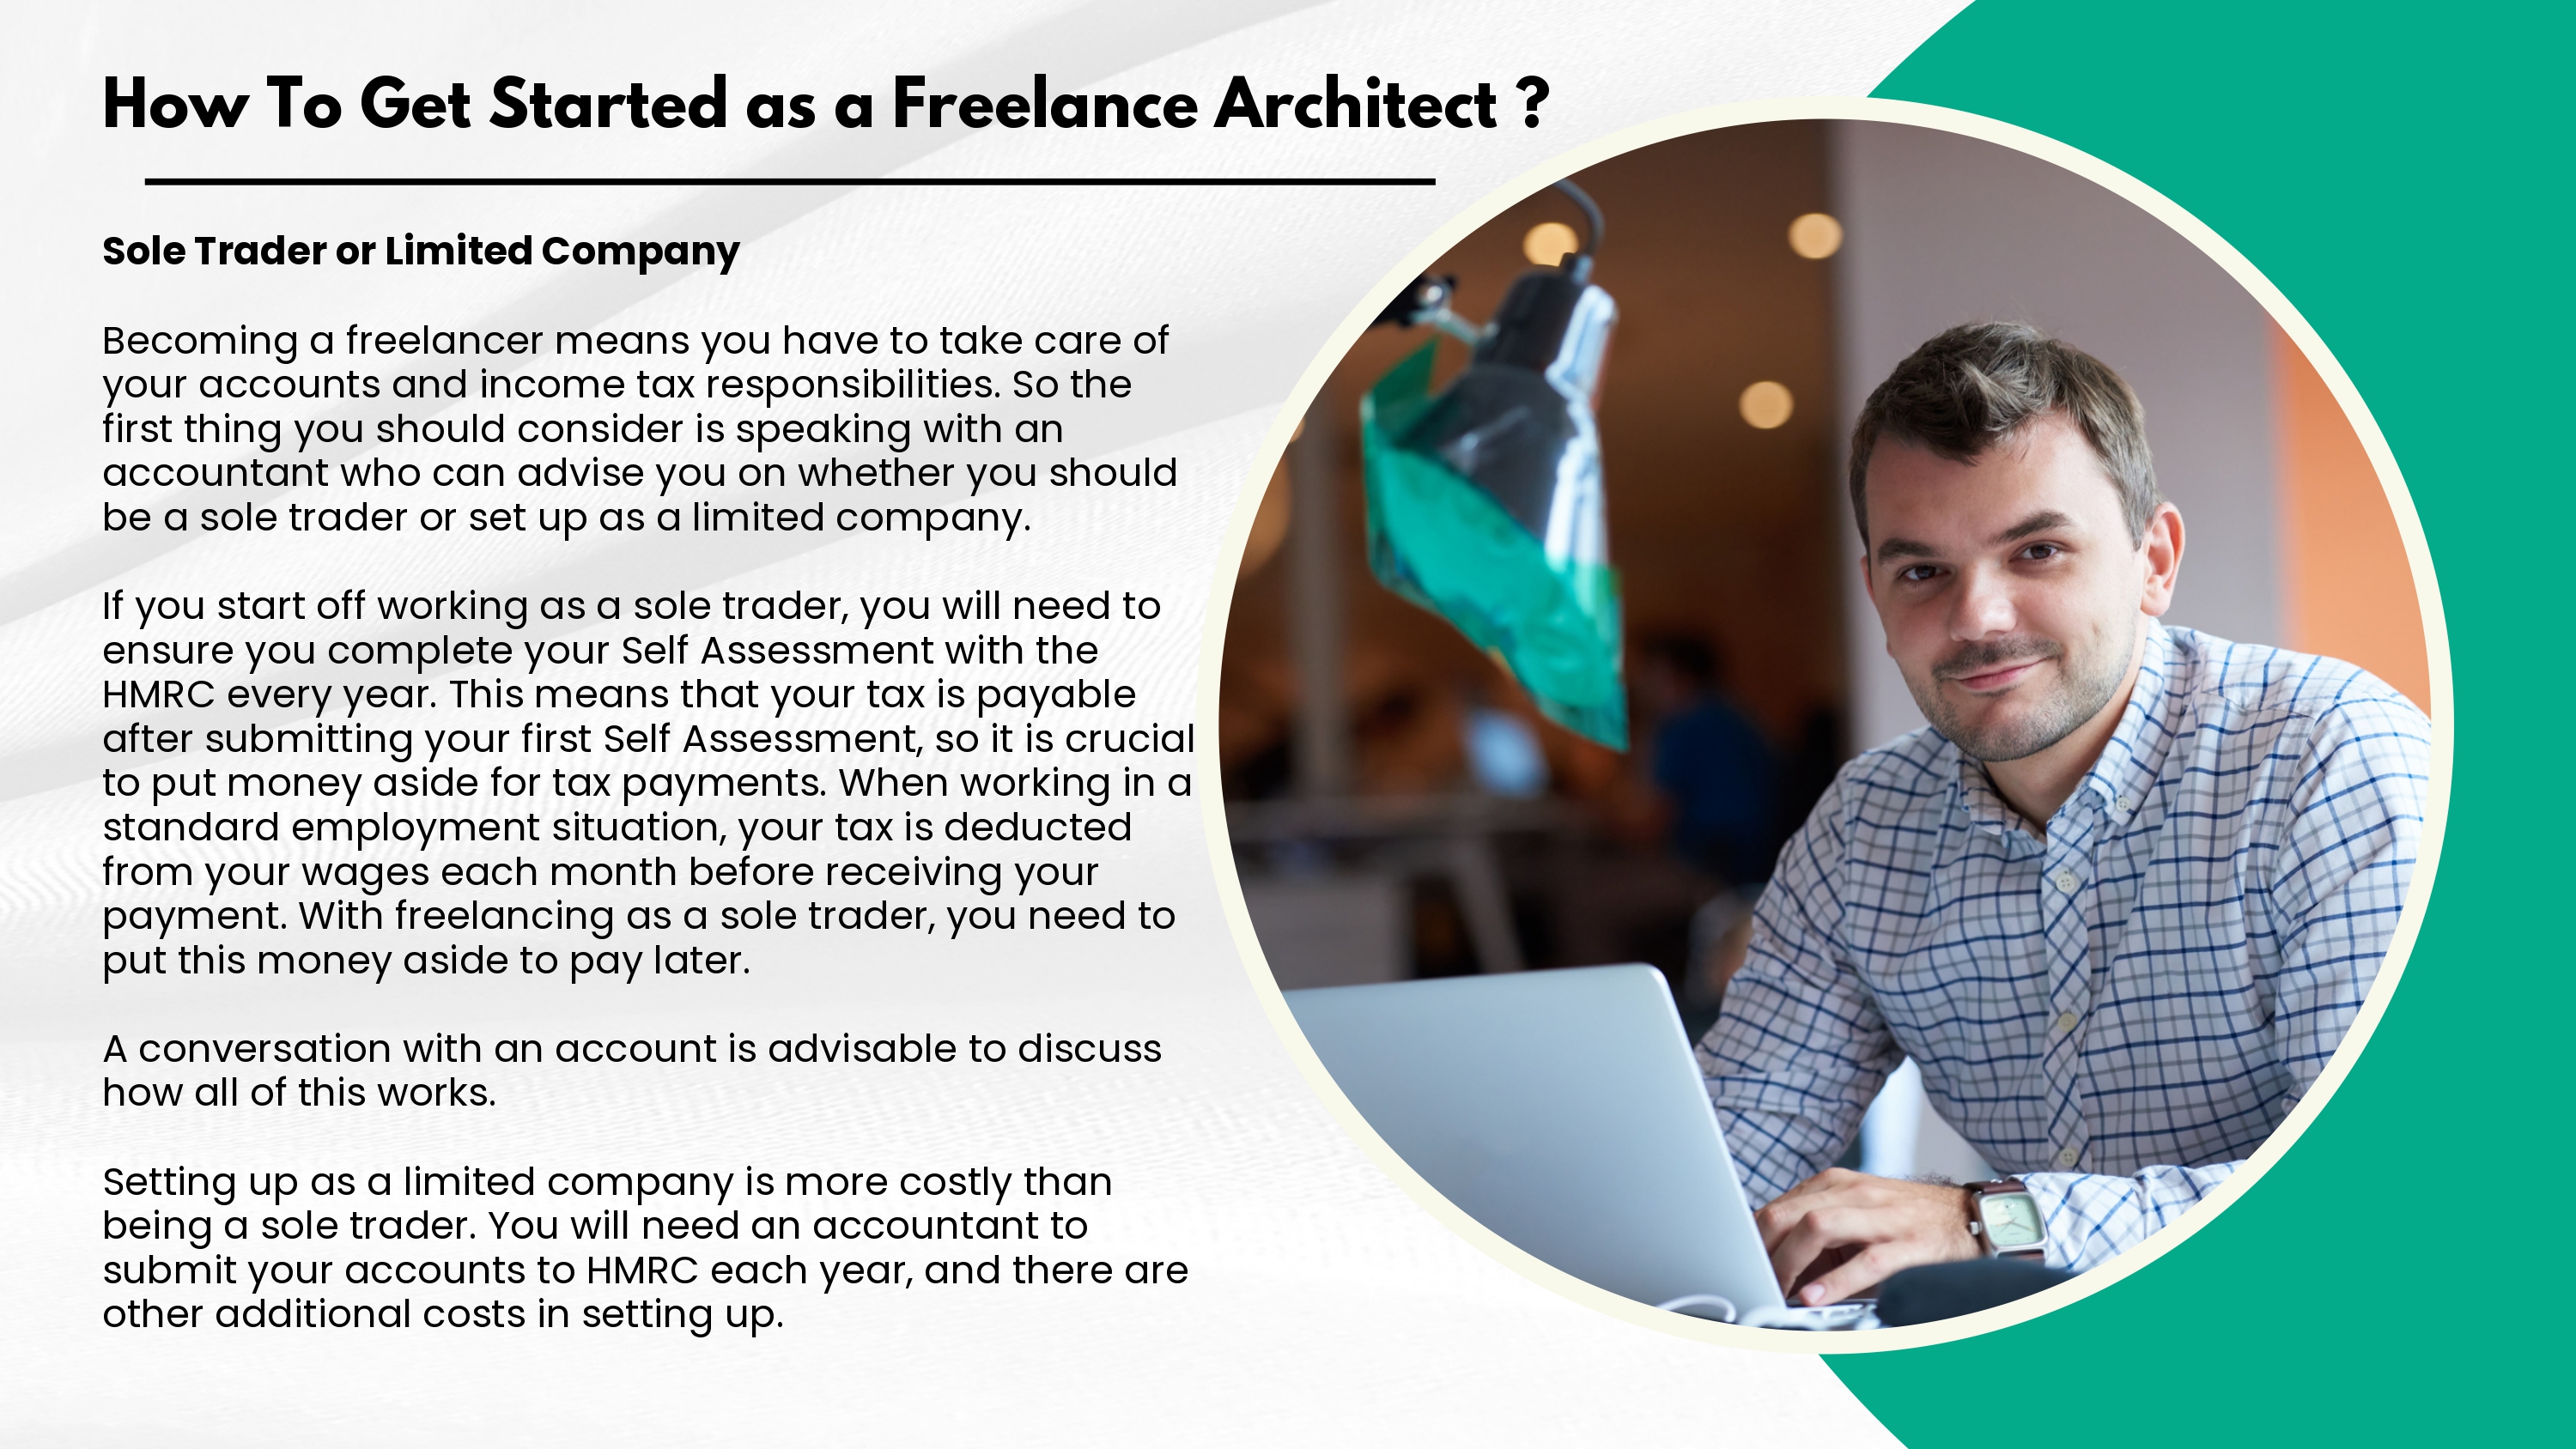 How To Get Started as a Freelance Architect ?
Sole Trader or Limited Company
Becoming a freelancer means you have to take care of
your accounts and income tax responsibilities. So the
first thing you should consider is speaking with an
accountant who can advise you on whether you should
be a sole trader or set up as a limited company.
If you start off working as a sole trader, you will need to
ensure you complete your Self Assessment with the
HMRC every year. This means that your tax is payable
after submitting your first Self Assessment, so it is crucial
to put money aside for tax payments. When working in a
standard employment situation, your tax is deducted
from your wages each month before receiving your
payment. With freelancing as a sole trader, you need to
put this money aside to pay later.
A conversation with an account is advisable to discuss
how all of this works.
Setting up as a limited company is more costly than
being a sole trader. You will need an accountant to
submit your accounts to HMRC each year, and there are
other additional costs in setting up.